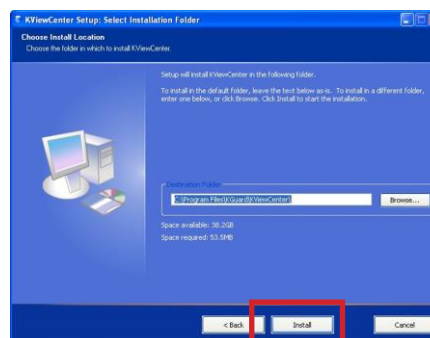 KViewCenter Setup: Select Installation Folder
Choose Install Location
Choose the folder in which to install KViewCenter.
Setup will install KViewCenter in the following folder.
To install in the default folder, leave the text below as-is. To install in a different folder,
enter one below, or click Browse. Click Install to start the installation.
Destination Folder
C:\Program Files\KGuard\KViewCenter\
Browse...
Space available: 38.2GB
Space required: 53.5MB
< Back
Install
Cancel